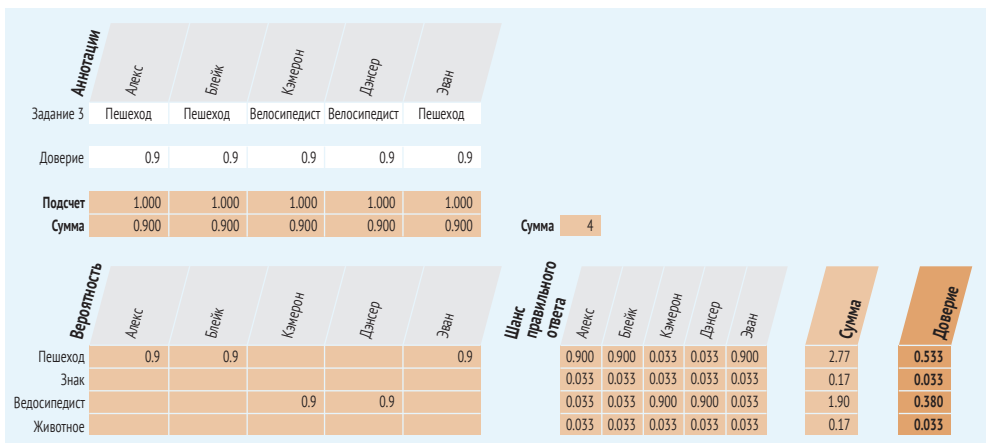 Аннотации Алекс Блейк Кэмерон Дэнсер Эван
Задание 3 Пешеход Пешеход Велосипедист Велосипедист Пешеход
Доверие 0.9 0.9 0.9 0.9 0.9
Подсчет 1.000 1.000 1.000 1.000 1.000
Сумма 0.900 0.900 0.900 0.900 0.900 Сумма 4
Вероятность Алекс Блейк Кэмерон Дэнсер Эван Шанс правильного ответа Алекс Блейк Кэмерон Дэнсер Эван Сумма Доверие
Пешеход 0.9 0.9 0.9 0.900 0.900 0.033 0.033 0.900 2.77 0.533
Знак 0.033 0.033 0.033 0.033 0.033 0.17 0.033
Ведосипедист 0.9 0.9 0.033 0.033 0.900 0.900 0.033 1.90 0.380
Животное 0.033 0.033 0.033 0.033 0.033 0.17 0.033